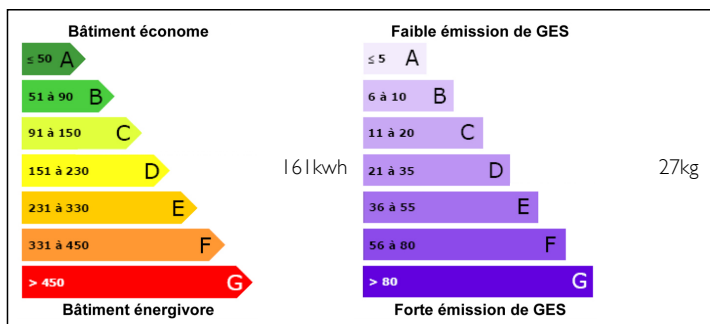 Bâtiment économe
≤ 50 A
51 à 90 B
91 à 150 C
151 à 230 D
231 à 330 E
331 à 450 F
> 450 G
Bâtiment énergivore
161kwh
Faible émission de GES
≤ 5 A
6 à 10 B
11 à 20 C
21 à 35 D
36 à 55 E
56 à 80 F
> 80 G
Forte émission de GES
27kg